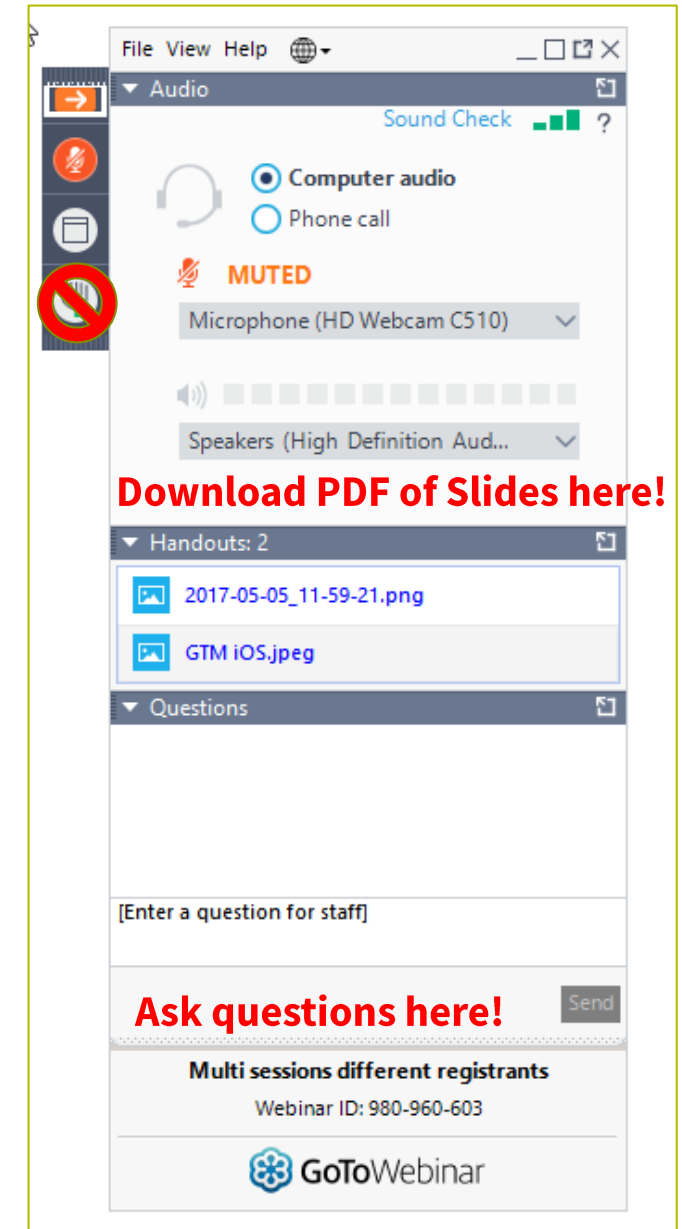 File View Help
Audio
Sound Check ?
Computer audio
Phone call
MUTED
Microphone (HD Webcam C510)
Speakers (High Definition Aud...
Download PDF of Slides here!
Handouts: 2
2017-05-05_11-59-21.png
GTM iOS.jpeg
Questions
[Enter a question for staff]
Ask questions here!
Send
Multi sessions different registrants
Webinar ID: 980-960-603
GoToWebinar